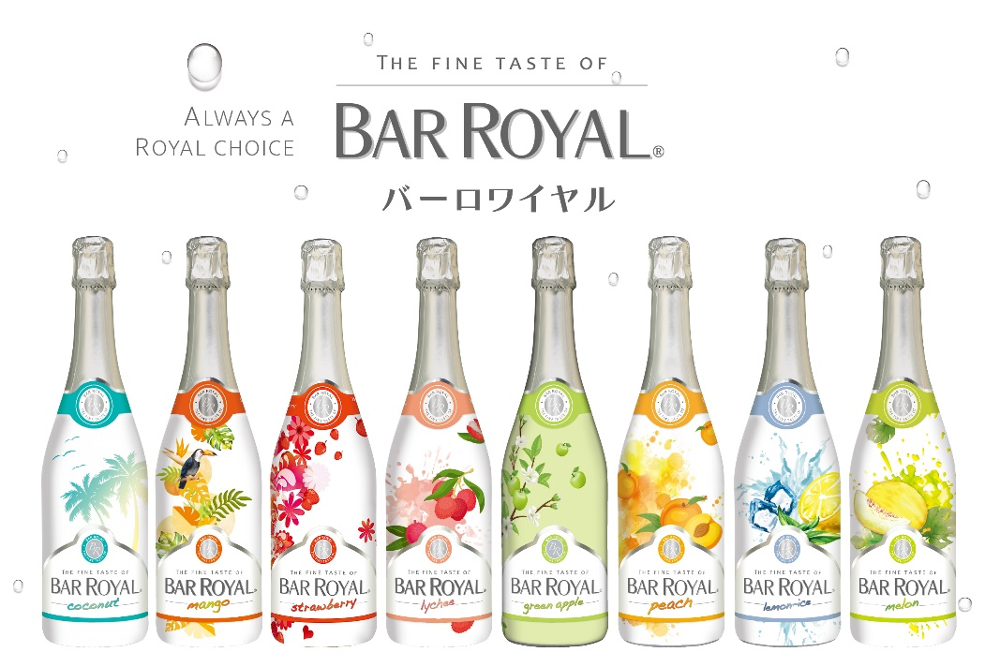 THE FINE TASTE OF
ALWAYS A
ROYAL CHOICE
BAR ROYAL®
バーロワイヤル
THE FINE TASTE OF
BAR ROYAL®
coconut
THE FINE TASTE OF
BAR ROYAL®
mango
THE FINE TASTE OF
BAR ROYAL®
strawberry
THE FINE TASTE OF
BAR ROYAL®
lychee
THE FINE TASTE OF
BAR ROYAL®
green apple
THE FINE TASTE OF
BAR ROYAL®
peach
THE FINE TASTE OF
BAR ROYAL®
lemon-ice
THE FINE TASTE OF
BAR ROYAL®
melon